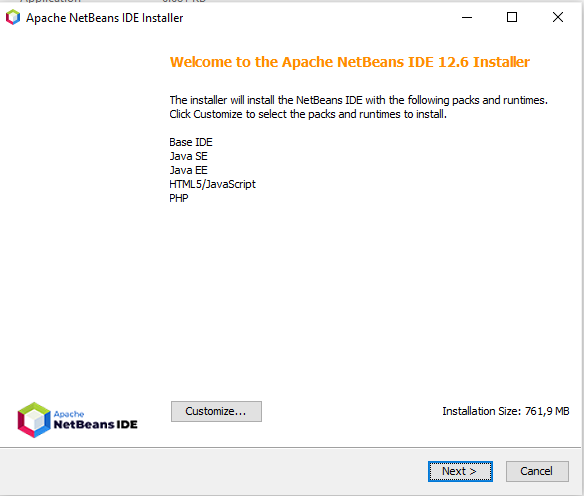 Apache NetBeans IDE Installer
Welcome to the Apache NetBeans IDE 12.6 Installer
The installer will install the NetBeans IDE with the following packs and runtimes.
Click Customize to select the packs and runtimes to install.
Base IDE
Java SE
Java EE
HTML5/JavaScript
PHP
Apache
NetBeans IDE
Customize...
Installation Size: 761,9 MB
Next >
Cancel